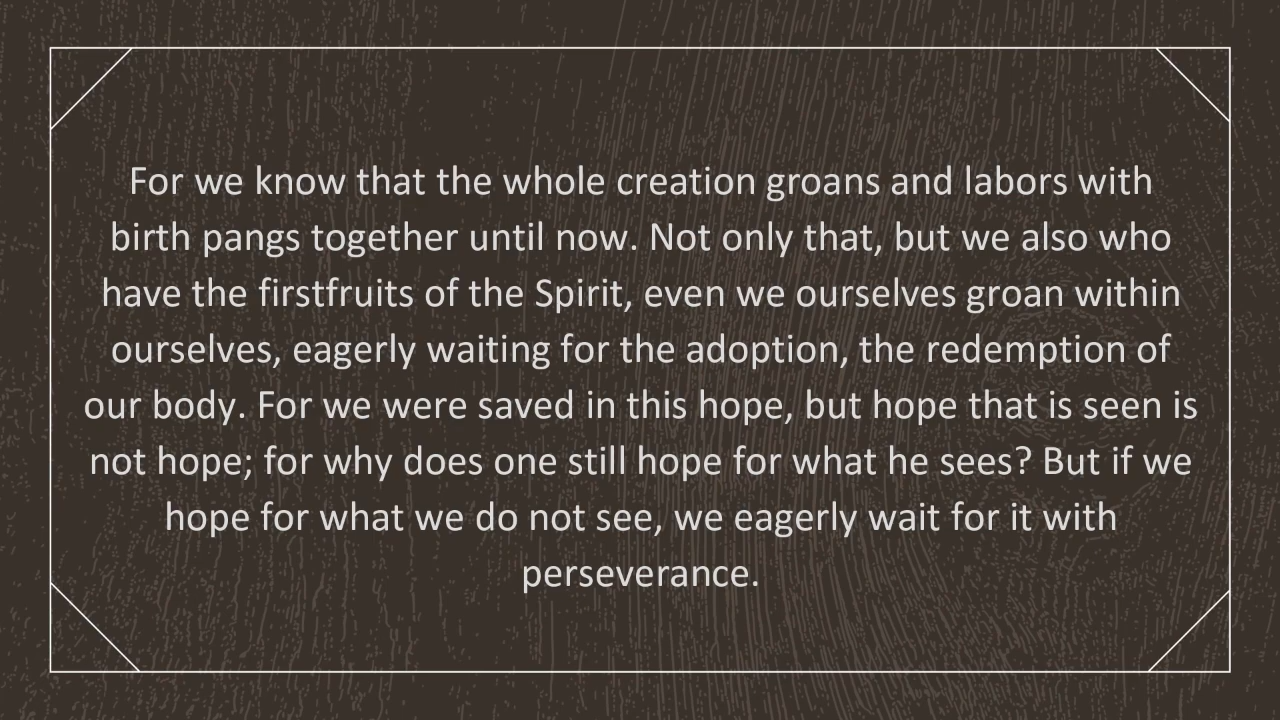 For we know that the whole creation groans and labors with
birth pangs together until now. Not only that, but we also who
have the firstfruits of the Spirit, even we ourselves groan within
ourselves, eagerly waiting for the adoption, the redemption of
our body. For we were saved in this hope, but hope that is seen is
not hope; for why does one still hope for what he sees? But if we
hope for what we do not see, we eagerly wait for it with
perseverance.